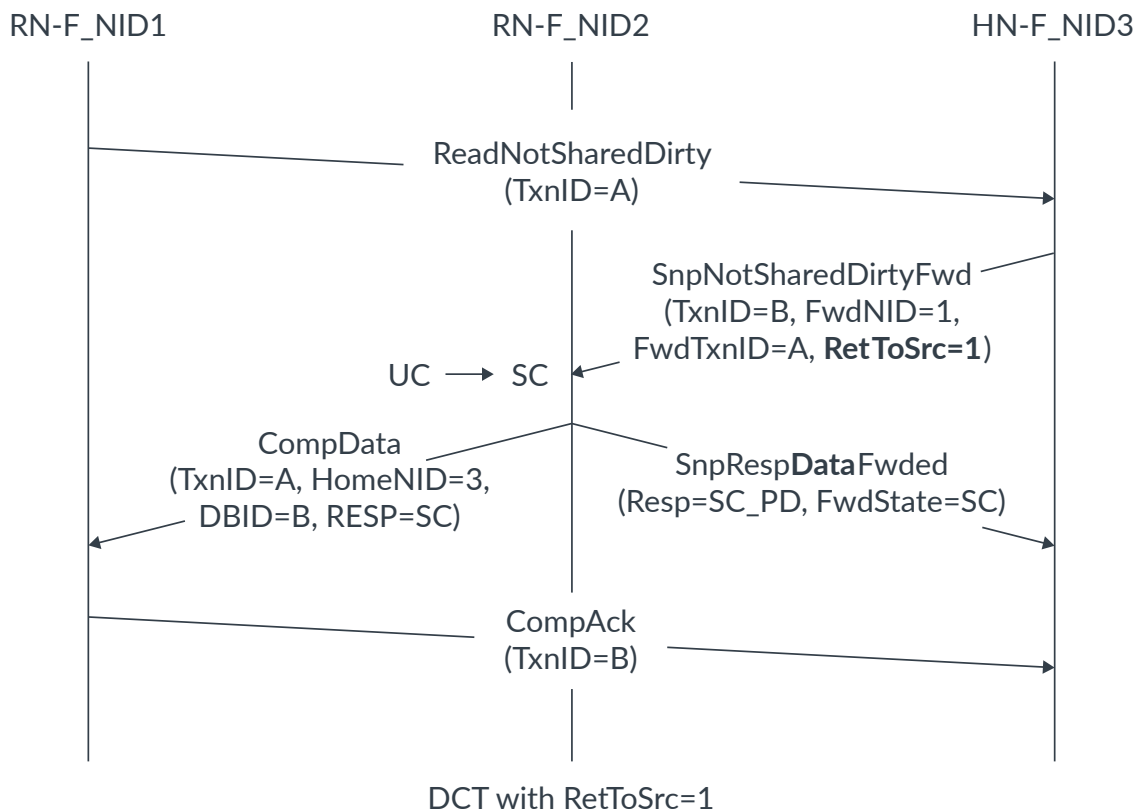 RN-F_NID1
RN-F_NID2
HN-F_NID3
ReadNotSharedDirty
(TxnID=A)
SnpNotSharedDirtyFwd
(TxnID=B, FwdNID=1,
FwdTxnID=A, RetToSrc=1)
UC
SC
CompData
(TxnID=A, HomeNID=3,
DBID=B, RESP=SC)
SnpRespDataFwded
(Resp=SC_PD, FwdState=SC)
CompAck
(TxnID=B)
DCT with RetToSrc=1